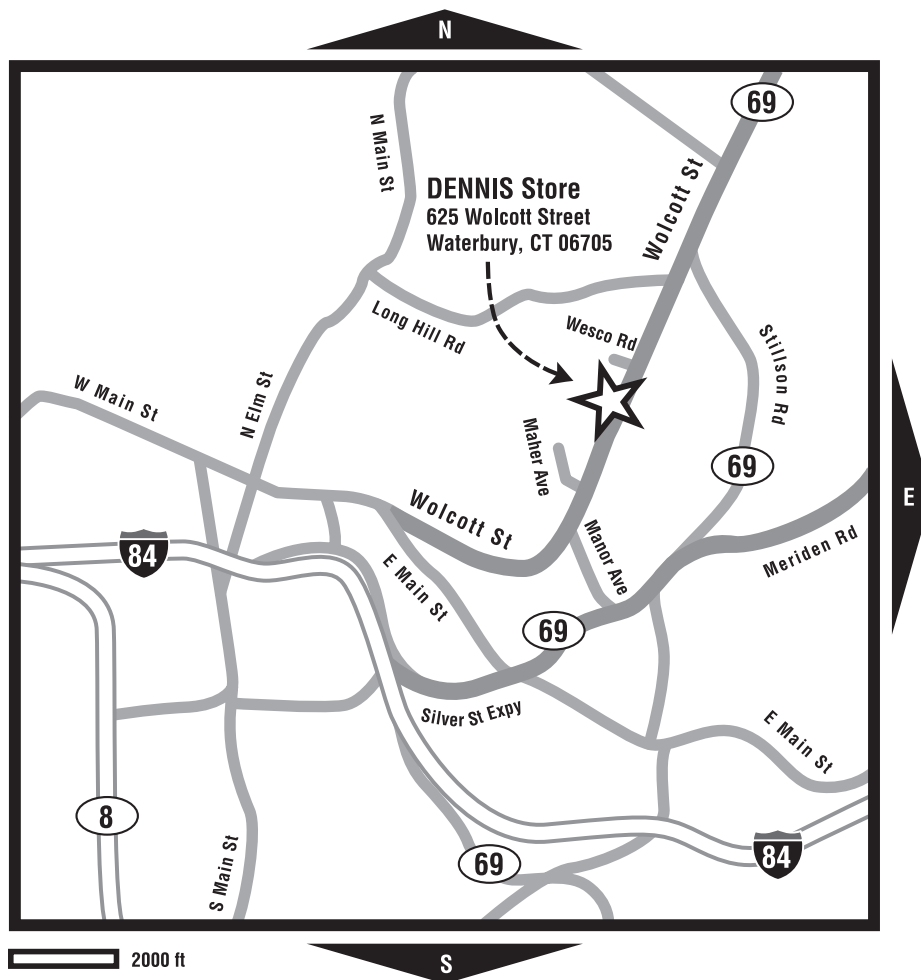 N
69
N Main St
Wolcott St
DENNIS Store
625 Wolcott Street
Waterbury, CT 06705
Long Hill Rd
Wesco Rd
Stillson Rd
W Main St
N Elm St
Maher Ave
69
E
Wolcott St
84
Manor Ave
Meriden Rd
E Main St
69
Silver St Expy
E Main St
8
S Main St
69
84
2000 ft
S